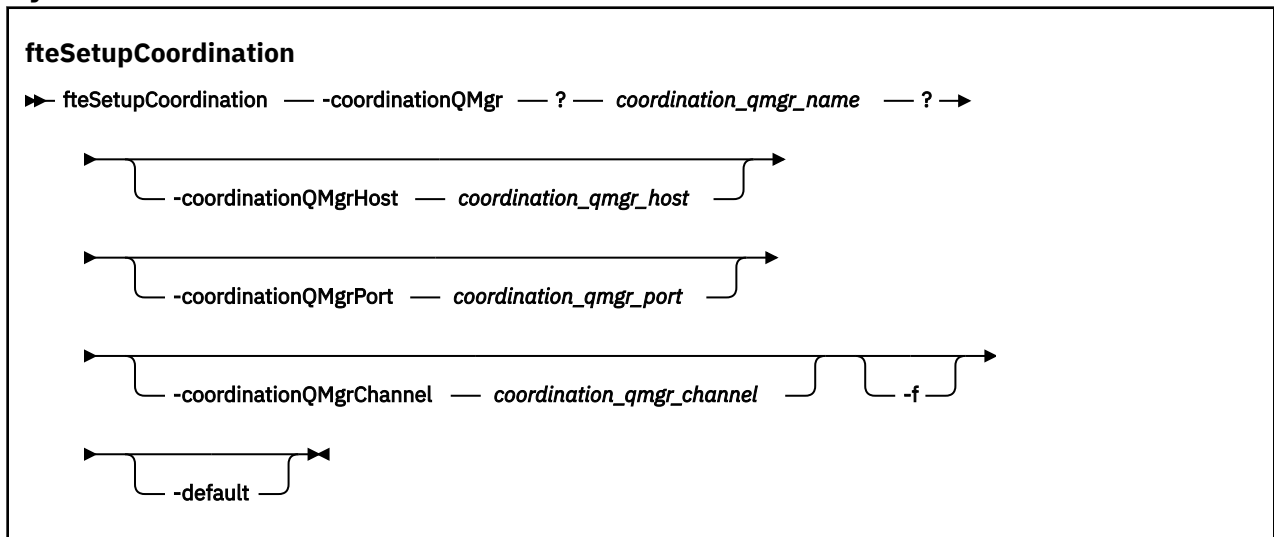 fteSetupCoordination
fteSetupCoordination -coordinationQMgr ? coordination_qmgr_name ?
-coordinationQMgrHost coordination_qmgr_host
-coordinationQMgrPort coordination_qmgr_port
-coordinationQMgrChannel coordination_qmgr_channel -f
-default